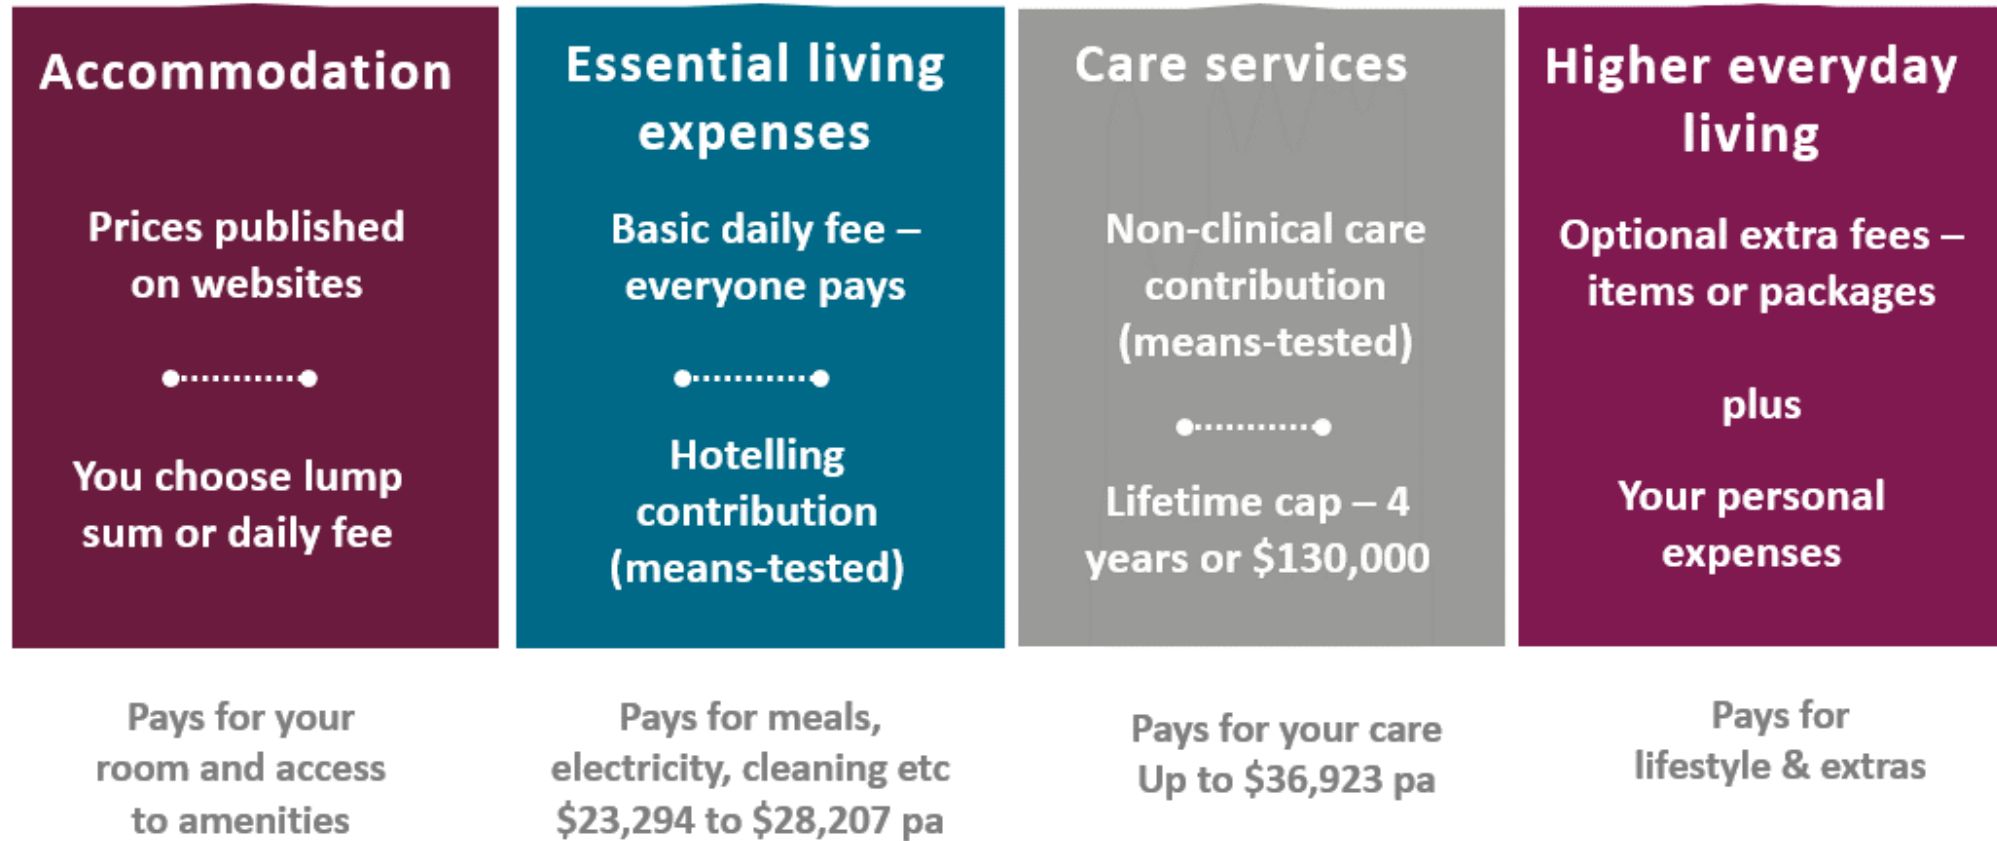 Accommodation
Prices published
on websites
You choose lump
sum or daily fee
Pays for your
room and access
to amenities
Essential living
expenses
Basic daily fee –
everyone pays
Hotelling
contribution
(means-tested)
Pays for meals,
electricity, cleaning etc
$23,294 to $28,207 pa
Care services
Non-clinical care
contribution
(means-tested)
Lifetime cap – 4
years or $130,000
Pays for your care
Up to $36,923 pa
Higher everyday
living
Optional extra fees –
items or packages
plus
Your personal
expenses
Pays for
lifestyle & extras